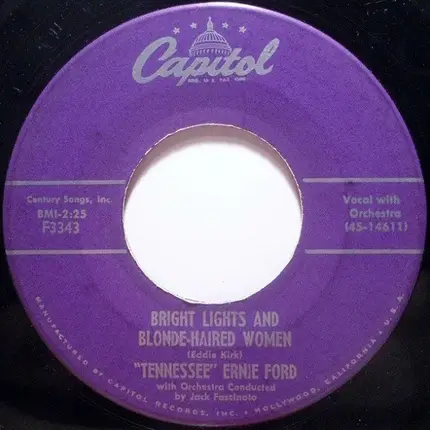 Capitol
REG. U.S. PAT. OFF.
Century Songs, Inc.
BMI-2:25
F3343
Vocal with
Orchestra
(45-14611)
BRIGHT LIGHTS AND
BLONDE-HAIRED WOMEN
(Eddie Kirk)
"TENNESSEE" ERNIE FORD
with Orchestra Conducted
by Jack Fastinato
MANUFACTURED BY CAPITOL RECORDS, INC. • HOLLYWOOD, CALIFORNIA • U.S.A.